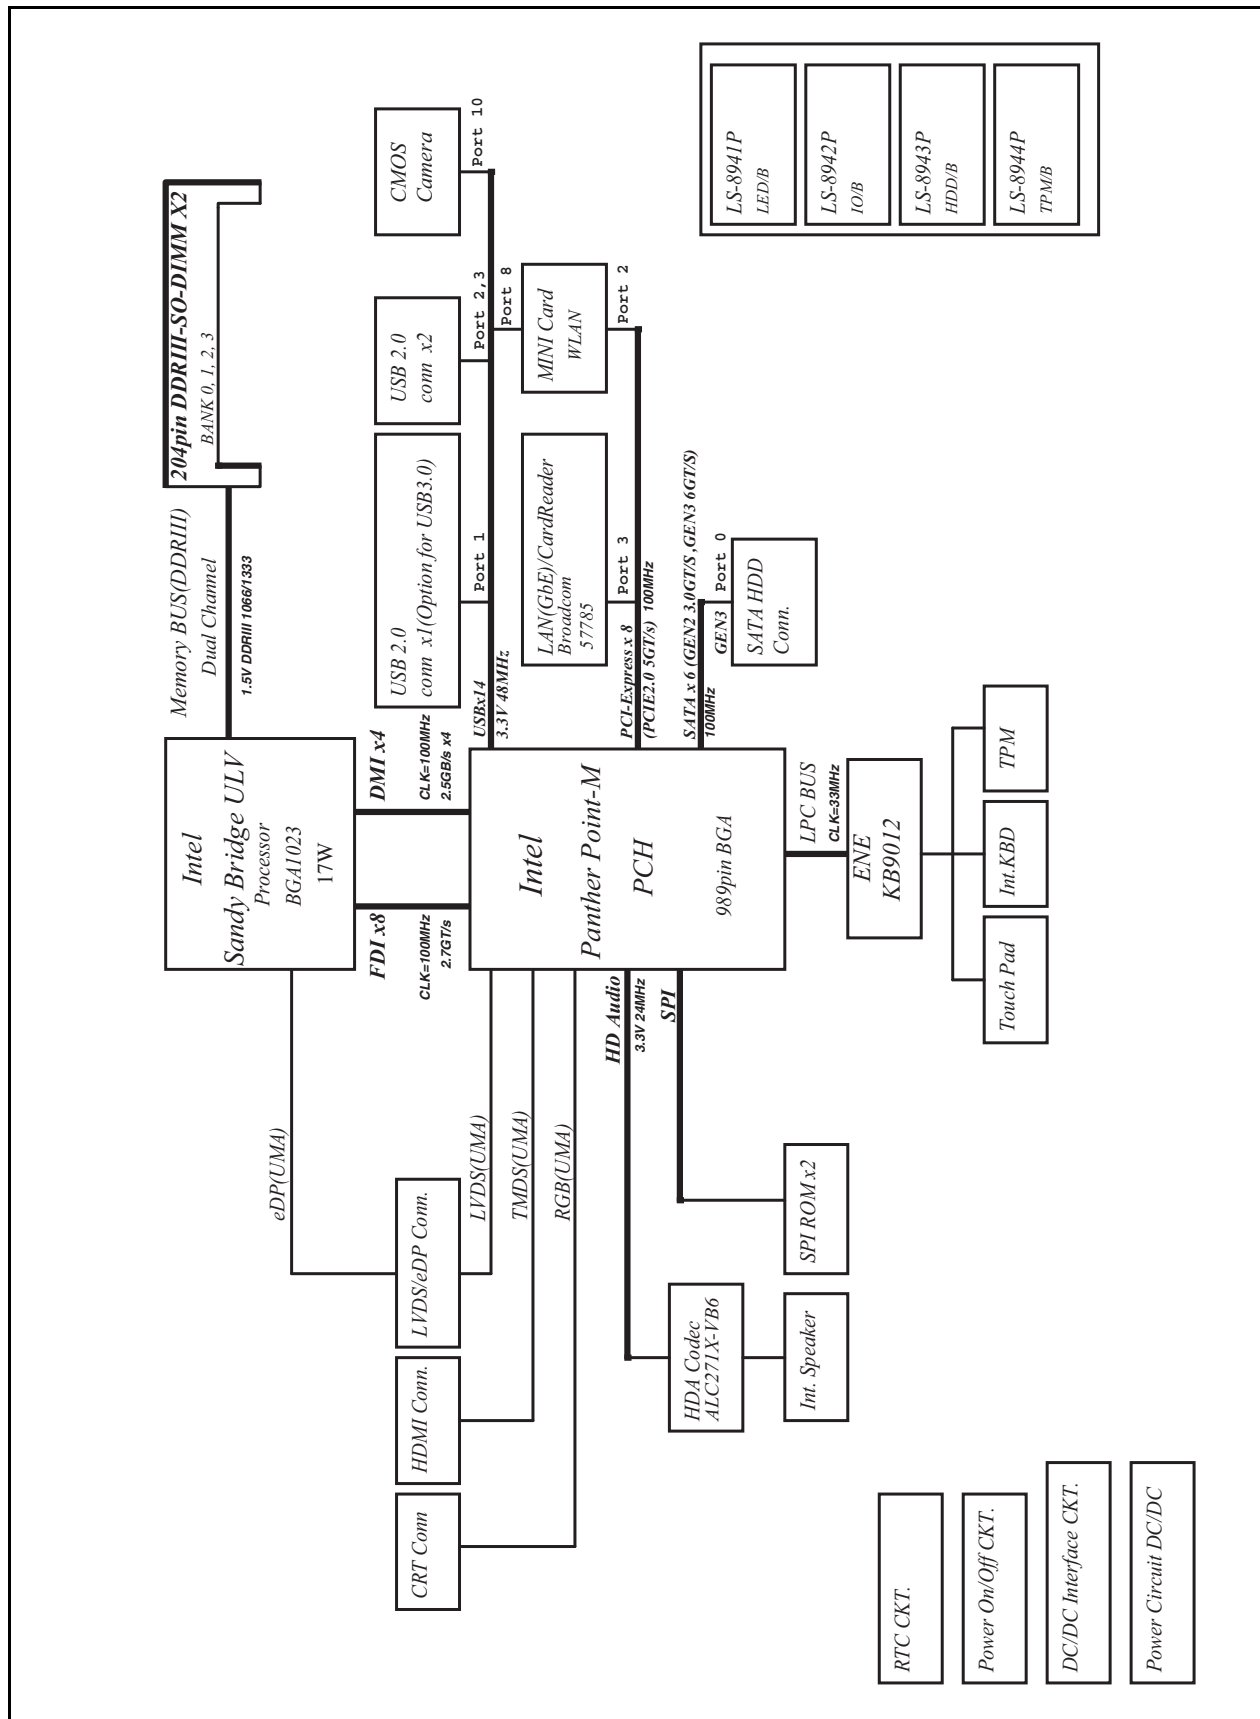 204pin DDRIII-SO-DIMM X2
BANK 0, 1, 2, 3
Memory BUS(DDRIII)
Dual Channel
1.5V DDRIII 1066/1333
Intel
Sandy Bridge ULV
Processor
BGA1023
17W
eDP(UMA)
FDI x8
CLK=100MHz
2.7GT/s
DMI x4
CLK=100MHz
2.5GB/s x4
CRT Conn
HDMI Conn.
LVDS/eDP Conn.
LVDS(UMA)
TMDS(UMA)
RGB(UMA)
Intel
Panther Point-M
PCH
989pin BGA
USB 2.0
conn x1(Option for USB3.0)
Port 1
USB 2.0
conn x2
Port 2,3
CMOS
Camera
Port 10
USBx14
3.3V 48MHz
Port 8
MINI Card
WLAN
Port 2
LAN(GbE)/CardReader
Broadcom
57785
Port 3
PCI-Express x 8
(PCIE2.0 5GT/s)
100MHz
SATA x 6 (GEN2 3.0GT/S ,GEN3 6GT/S)
100MHz
GEN3
Port 0
SATA HDD
Conn.
HD Audio
3.3V 24MHz
SPI
HDA Codec
ALC271X-VB6
Int. Speaker
SPI ROM x2
LPC BUS
CLK=33MHz
ENE
KB9012
Touch Pad
Int.KBD
TPM
LS-8941P
LED/B
LS-8942P
IO/B
LS-8943P
HDD/B
LS-8944P
TPM/B
RTC CKT.
Power On/Off CKT.
DC/DC Interface CKT.
Power Circuit DC/DC